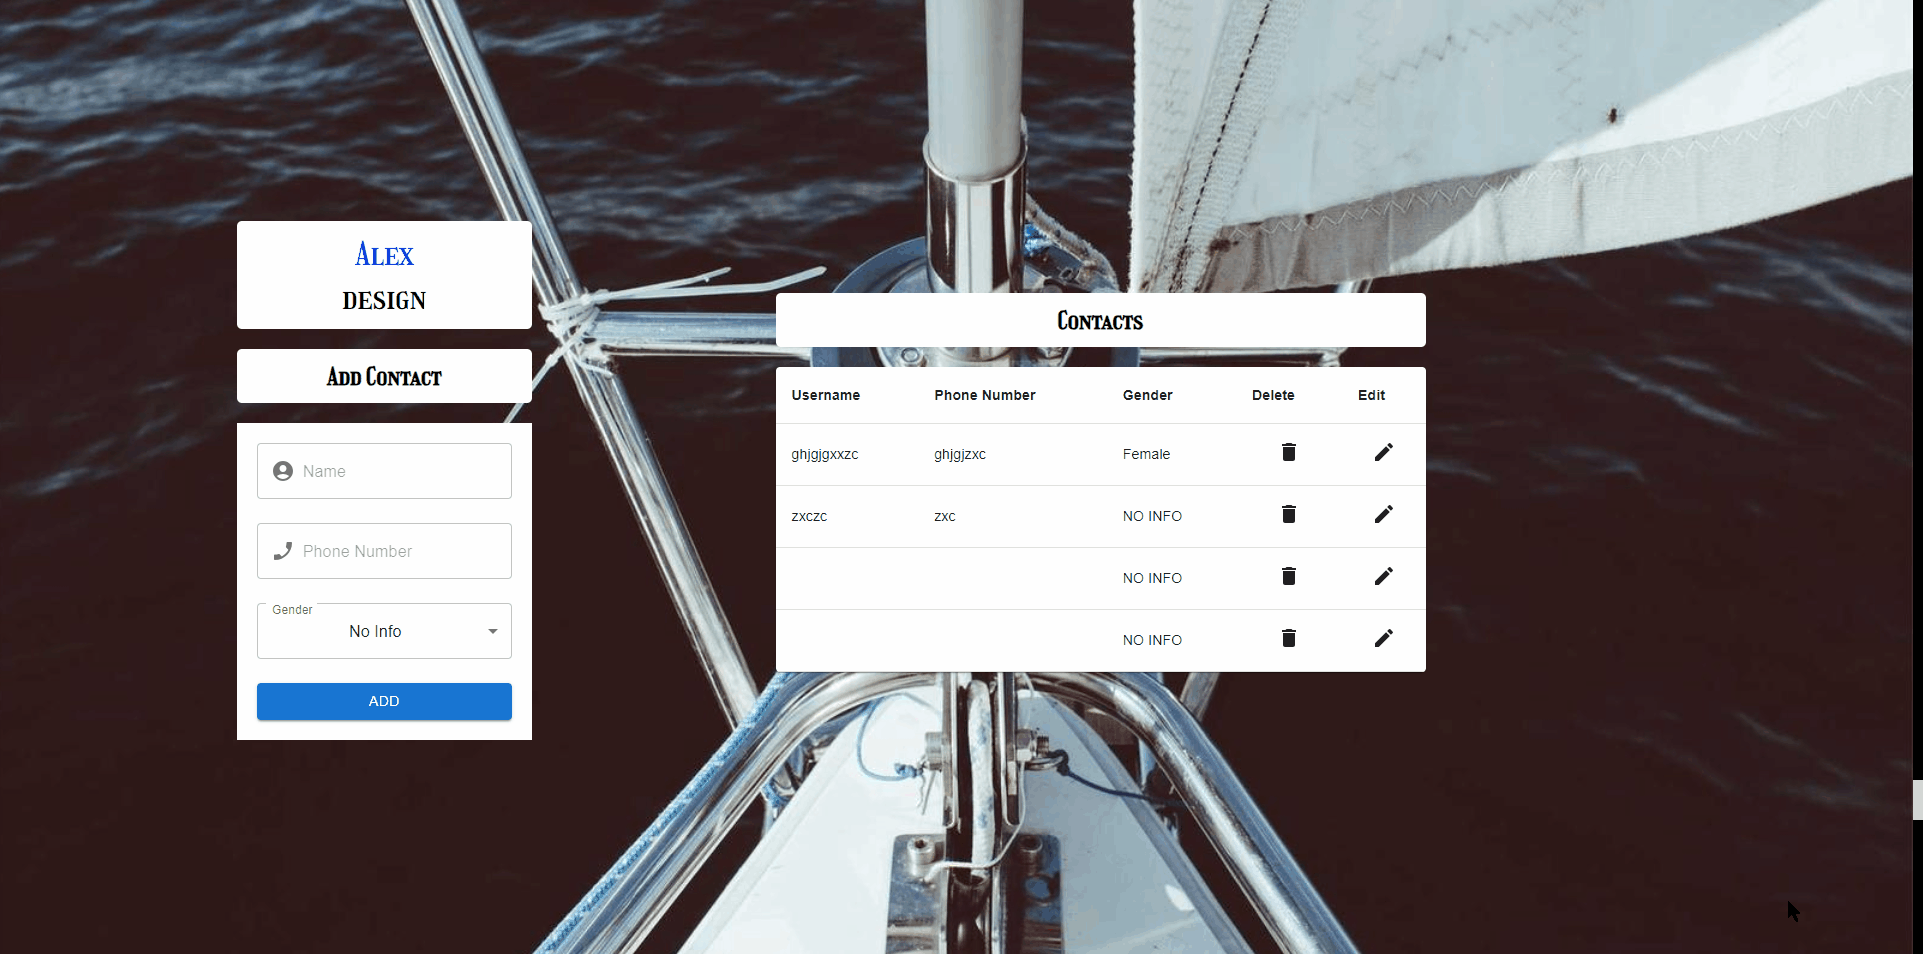 Alex
DESIGN
Add Contact
Name
Phone Number
Gender
No Info
ADD
Contacts
Username Phone Number Gender Delete Edit
ghjgjgxxzc ghjgjzxc Female
zxczc zxc NO INFO
NO INFO
NO INFO